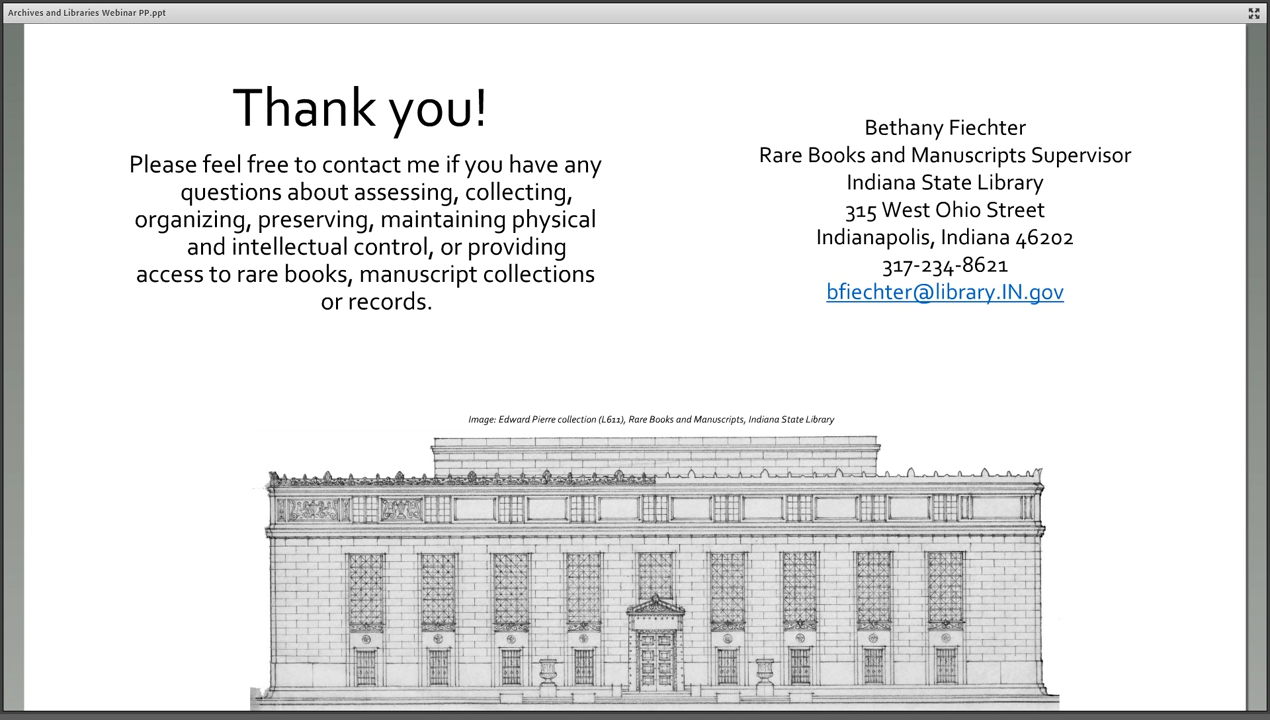 Archives and Libraries Webinar PP.ppt
Thank you!
Please feel free to contact me if you have any
questions about assessing, collecting,
organizing, preserving, maintaining physical
and intellectual control, or providing
access to rare books, manuscript collections
or records.
Bethany Fiechter
Rare Books and Manuscripts Supervisor
Indiana State Library
315 West Ohio Street
Indianapolis, Indiana 46202
317-234-8621
bfiechter@library.IN.gov
Image: Edward Pierre collection (L611), Rare Books and Manuscripts, Indiana State Library